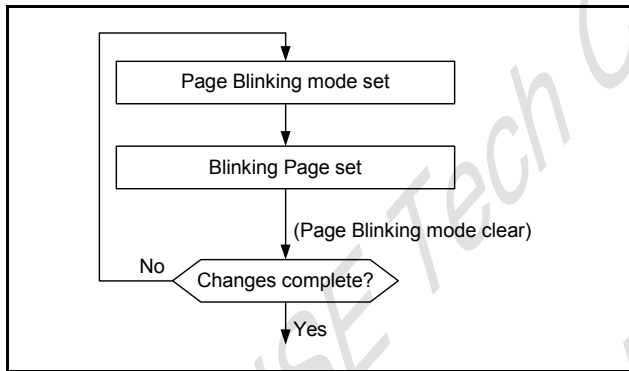 Page Blinking mode set
Blinking Page set
(Page Blinking mode clear)
No
Changes complete?
Yes